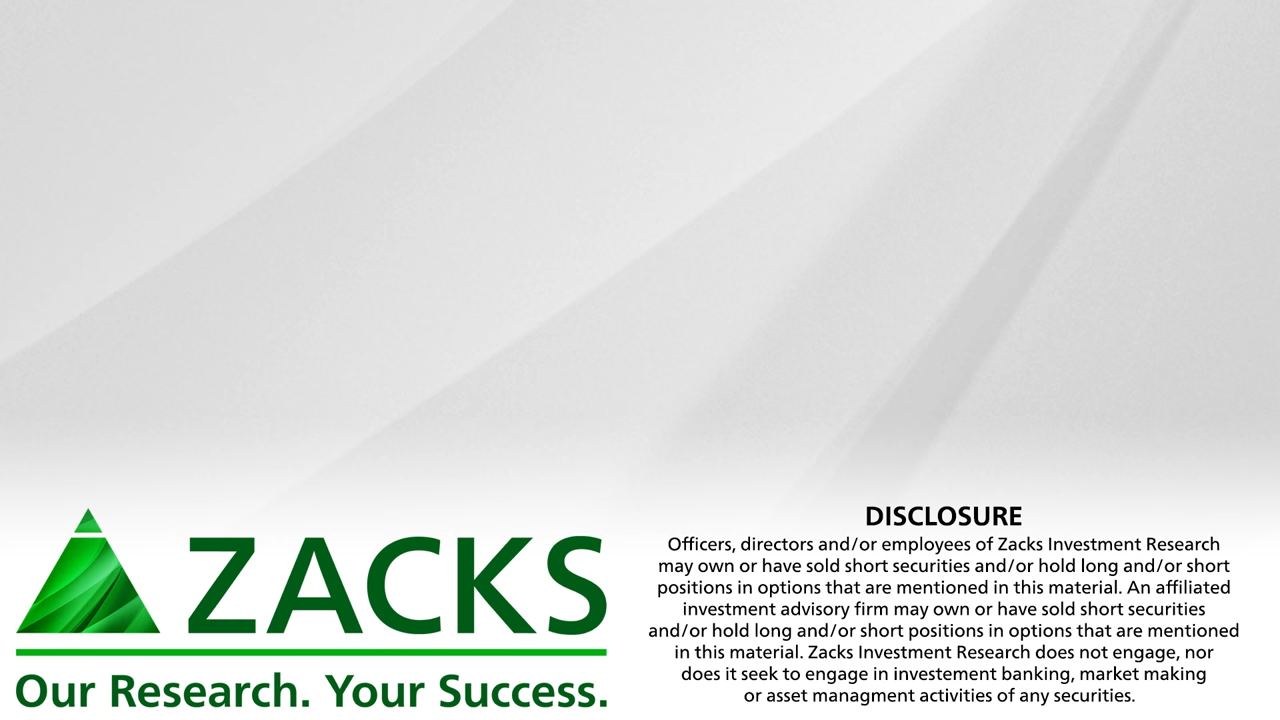 ZACKS
Our Research. Your Success.
DISCLOSURE
Officers, directors and/or employees of Zacks Investment Research
may own or have sold short securities and/or hold long and/or short
positions in options that are mentioned in this material. An affiliated
investment advisory firm may own or have sold short securities
and/or hold long and/or short positions in options that are mentioned
in this material. Zacks Investment Research does not engage, nor
does it seek to engage in investement banking, market making
or asset managment activities of any securities.